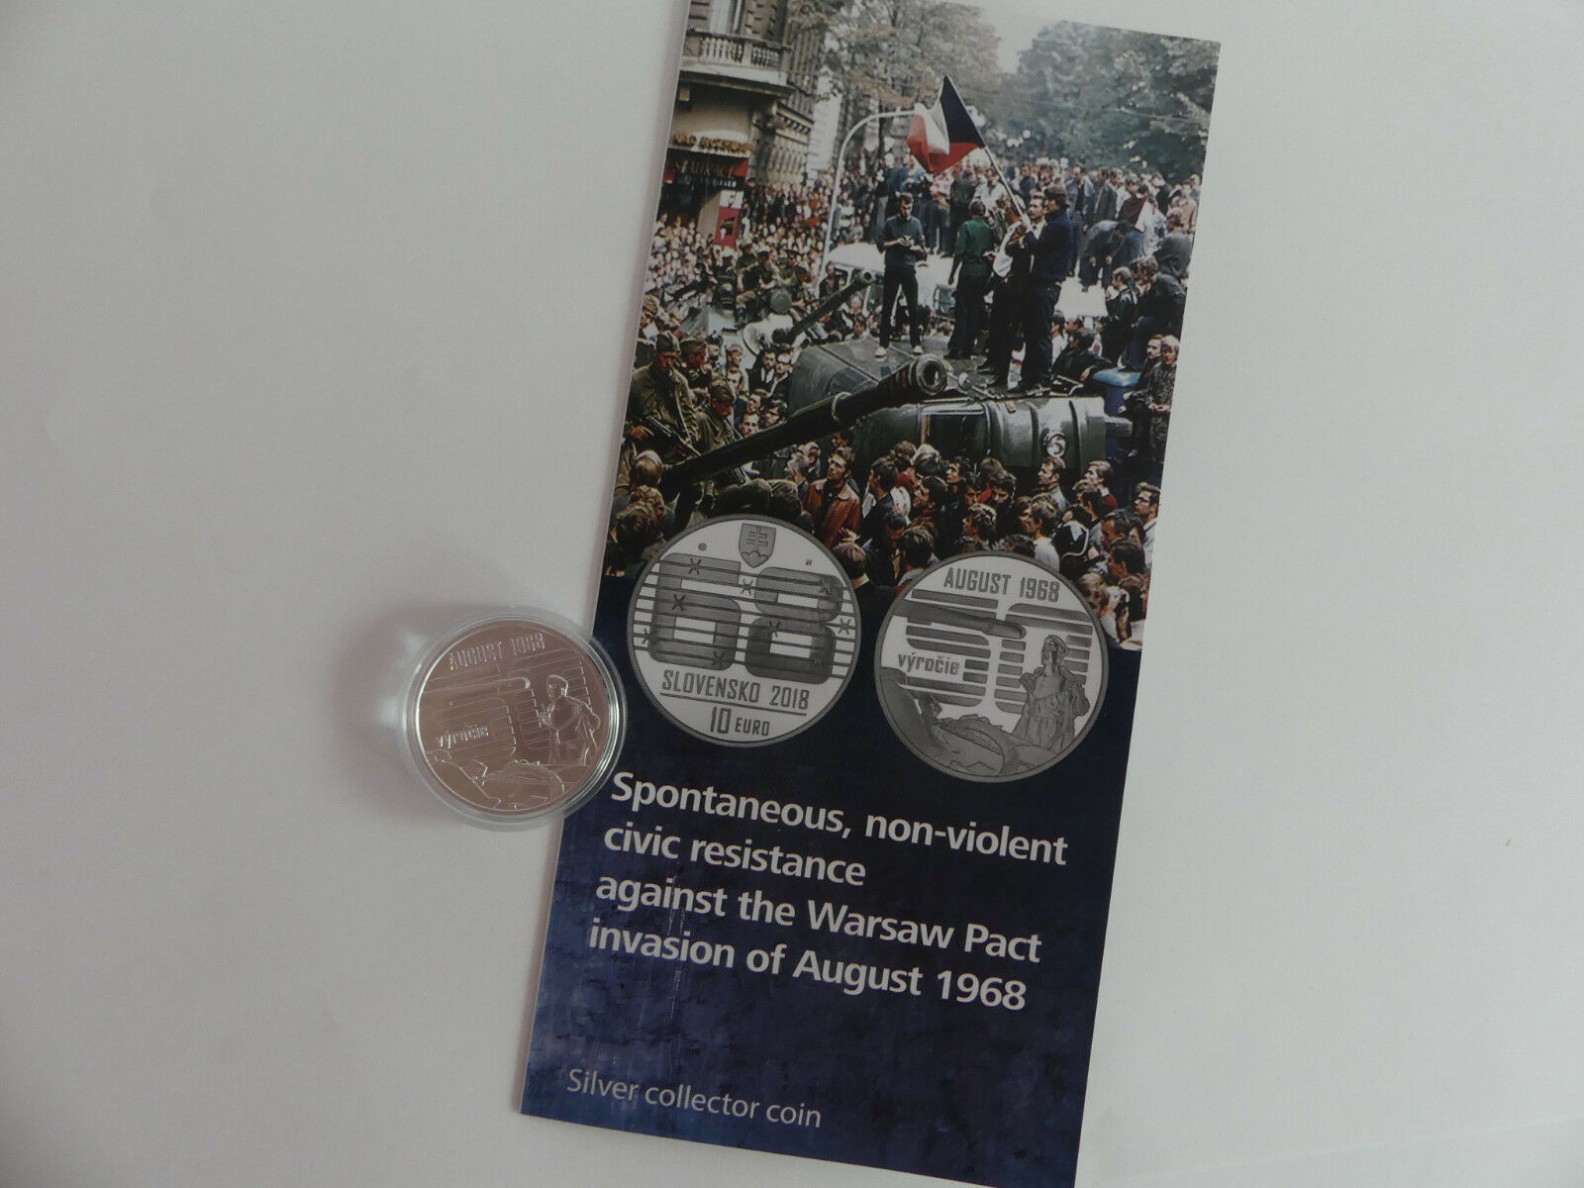 SLOVENSKO 2018
10 EURO
68
AUGUST 1968
50
výročie
AUGUST 1968
výročie
Spontaneous, non-violent
civic resistance
against the Warsaw Pact
invasion of August 1968
Silver collector coin